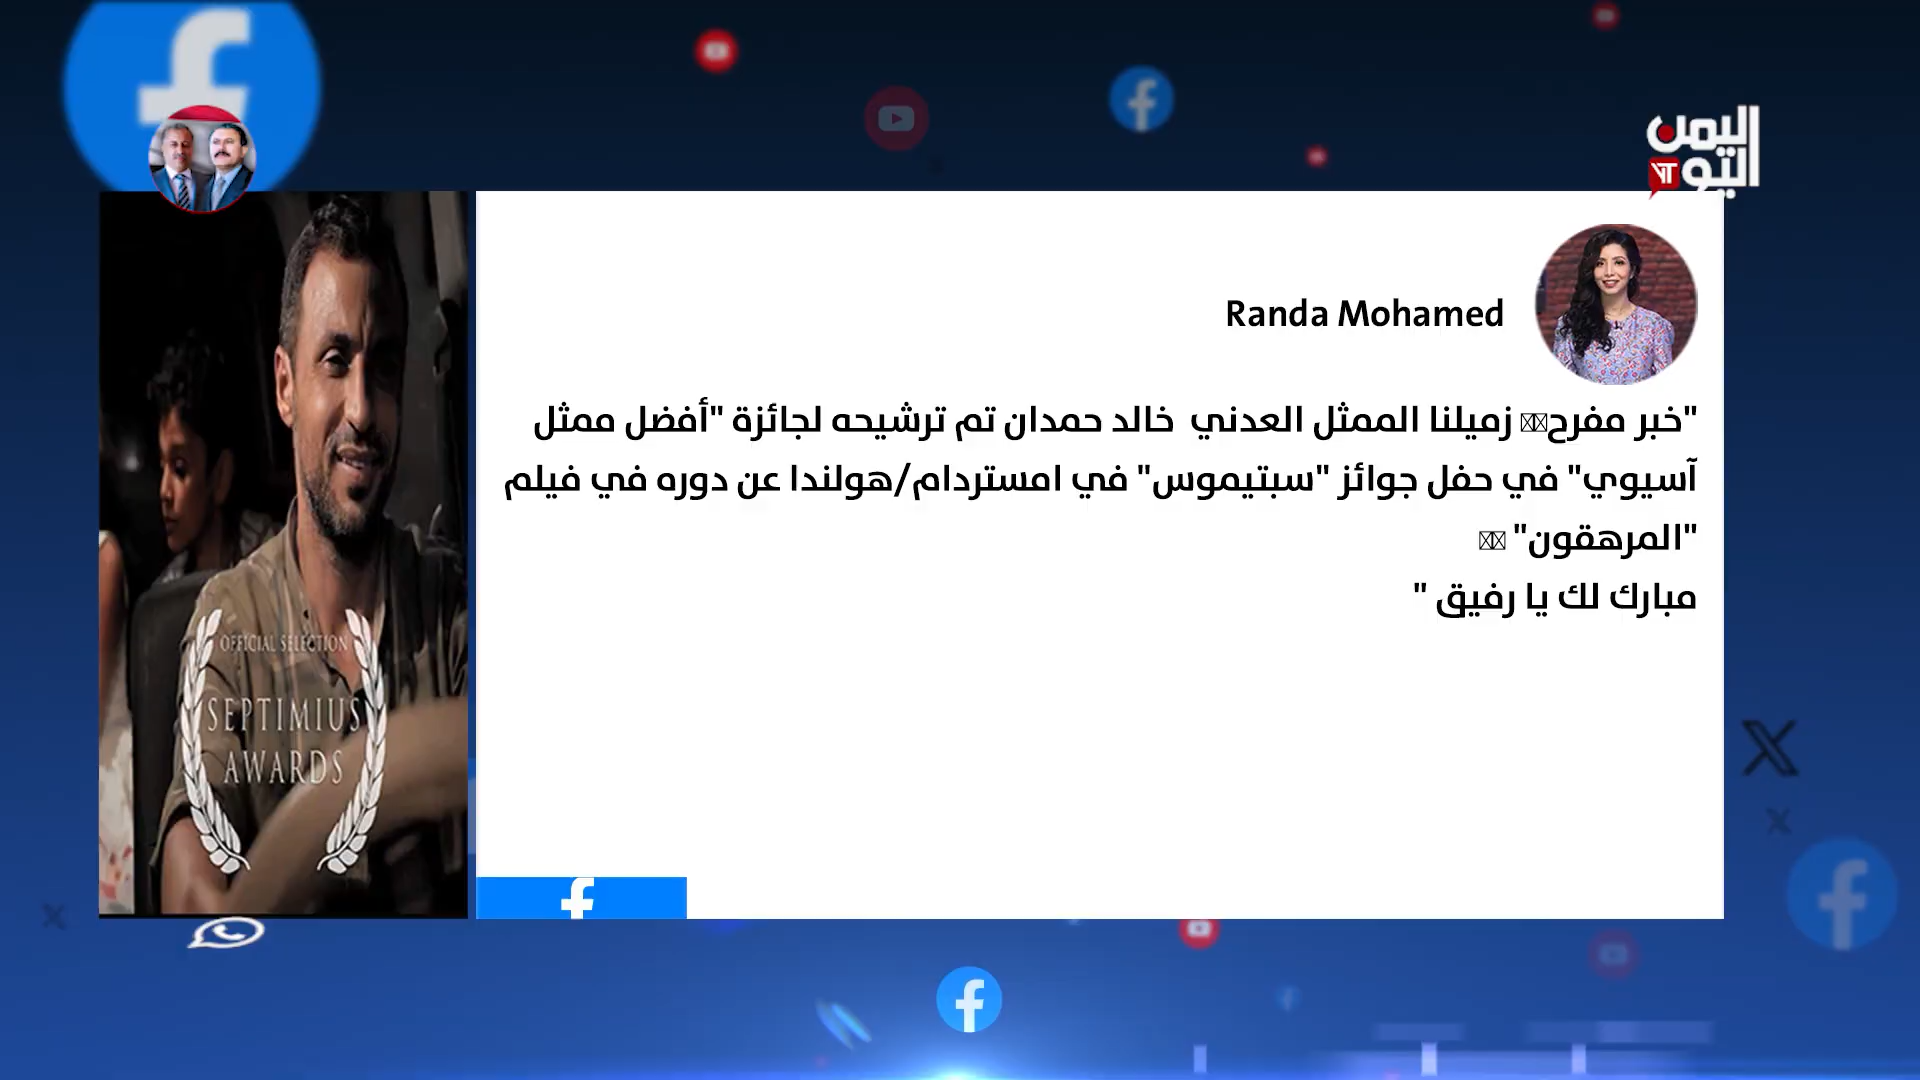 اليمن
اليوم
YT
Randa Mohamed
"خبر مفرح زميلنا الممثل العدني خالد حمدان تم ترشيحه لجائزة "أفضل ممثل
آسيوي" في حفل جوائز "سبتيموس" في امستردام/هولندا عن دوره في فيلم
"المرهقون"
مبارك لك يا رفيق "
OFFICIAL SELECTION
SEPTIMIUS
AWARDS